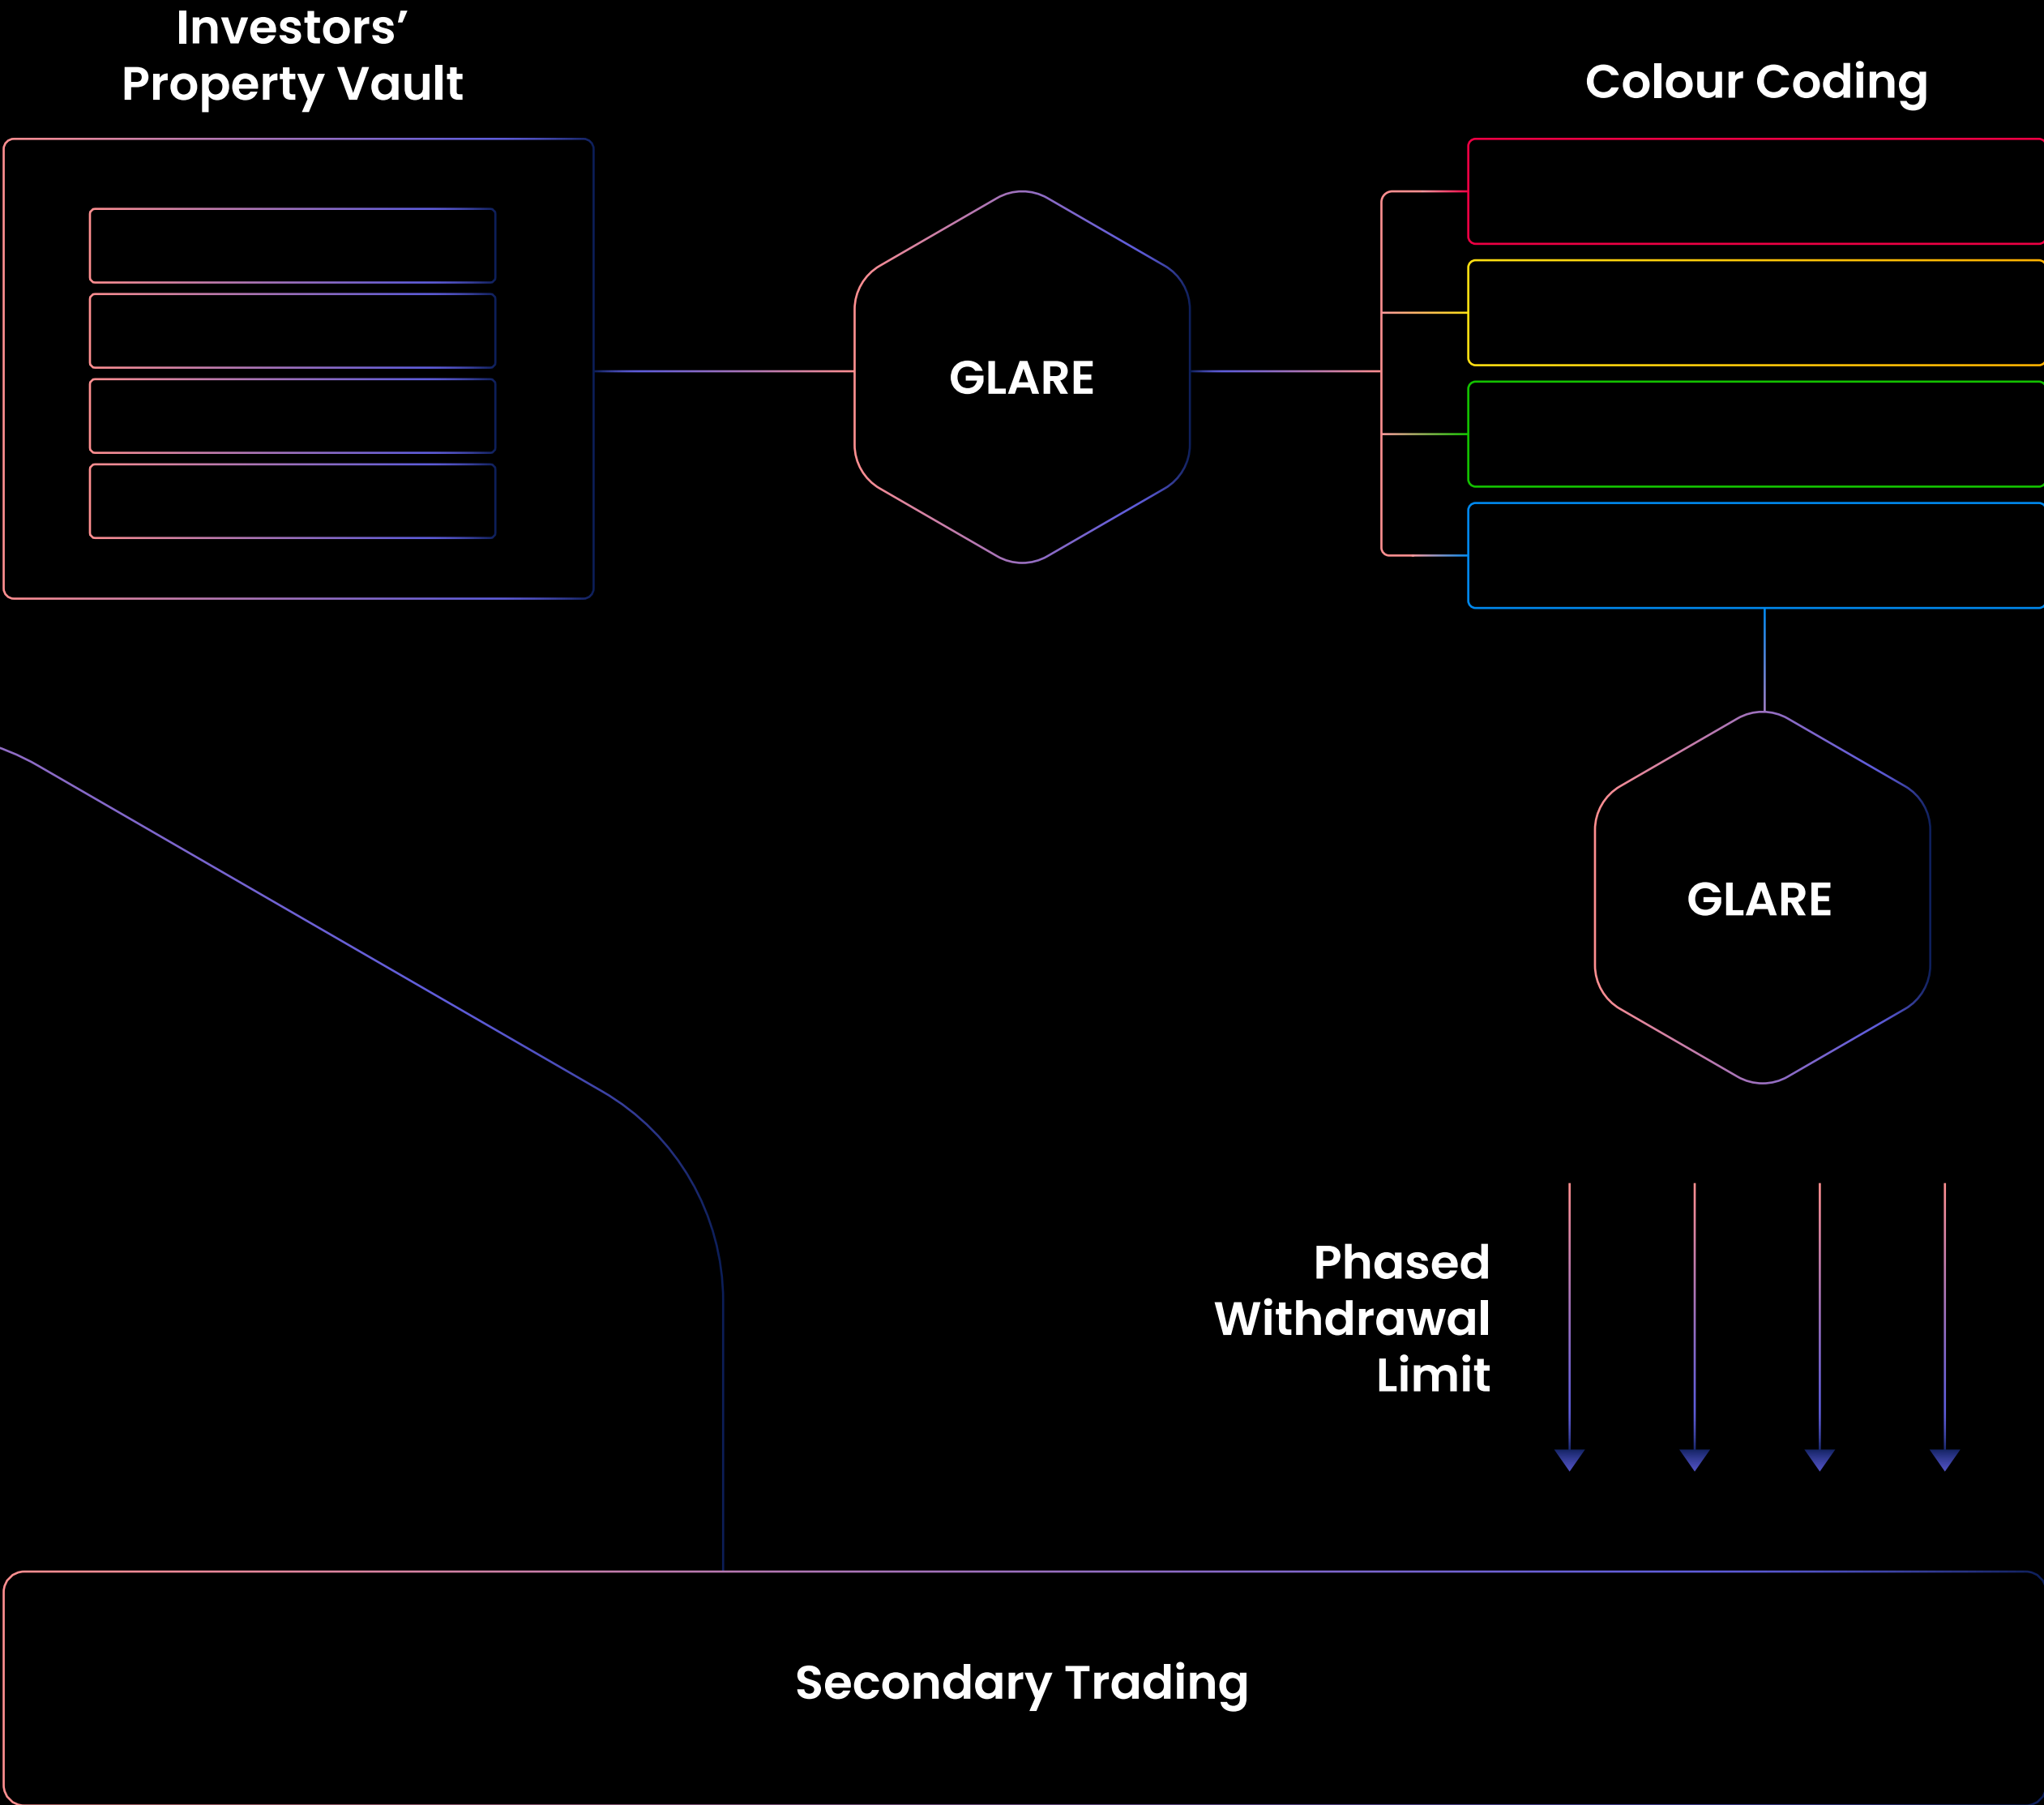 Investors’
Property Vault
Colour Coding
GLARE
GLARE
Phased
Withdrawal
Limit
Secondary Trading